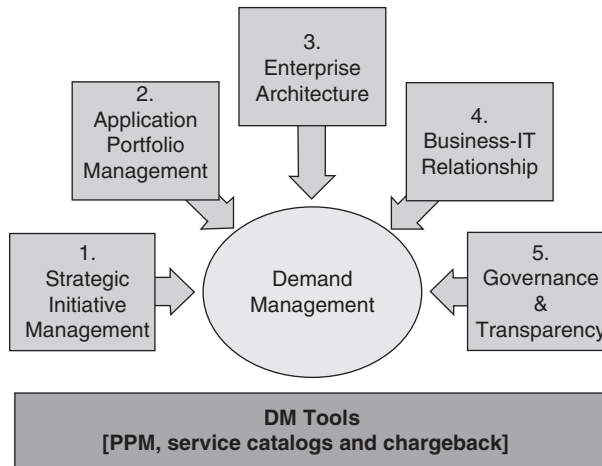 1.
Strategic
Initiative
Management
2.
Application
Portfolio
Management
3.
Enterprise
Architecture
4.
Business-IT
Relationship
5.
Governance
&
Transparency
Demand
Management
DM Tools
[PPM, service catalogs and chargeback]